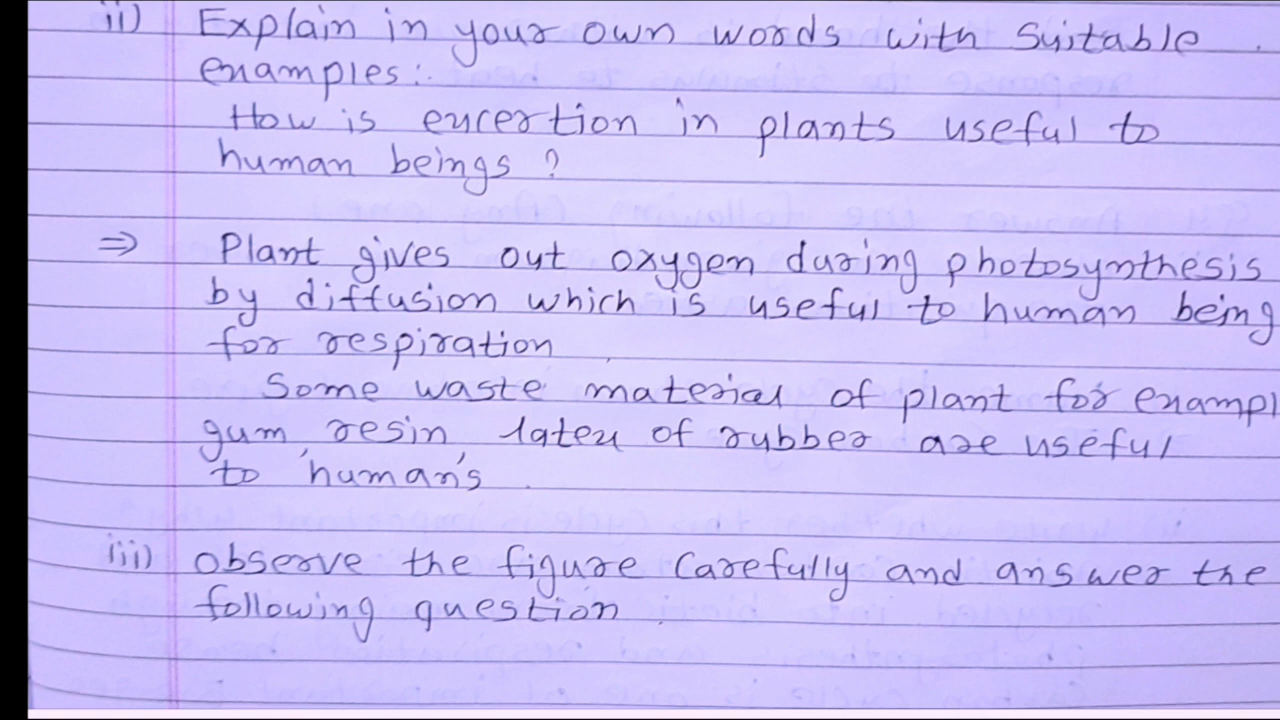 ii) Explain in your own words with Suitable
examples:.
How is excertion in plants useful to
human beings ?
⇒ Plant gives out oxygen during photosynthesis
by diffusion which is useful to human being
for respiration
Some waste material of plant for exampl
gum, resin, latex of rubber are useful
to human's.
iii) observe the figure Carefully and answer the
following question.